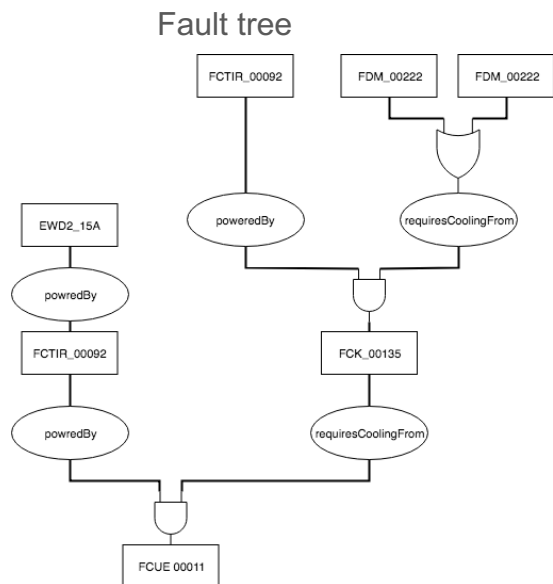 Fault tree
FCTIR_00092
FDM_00222
FDM_00222
poweredBy
requiresCoolingFrom
EWD2_15A
powredBy
FCTIR_00092
FCK_00135
powredBy
requiresCoolingFrom
FCUE 00011